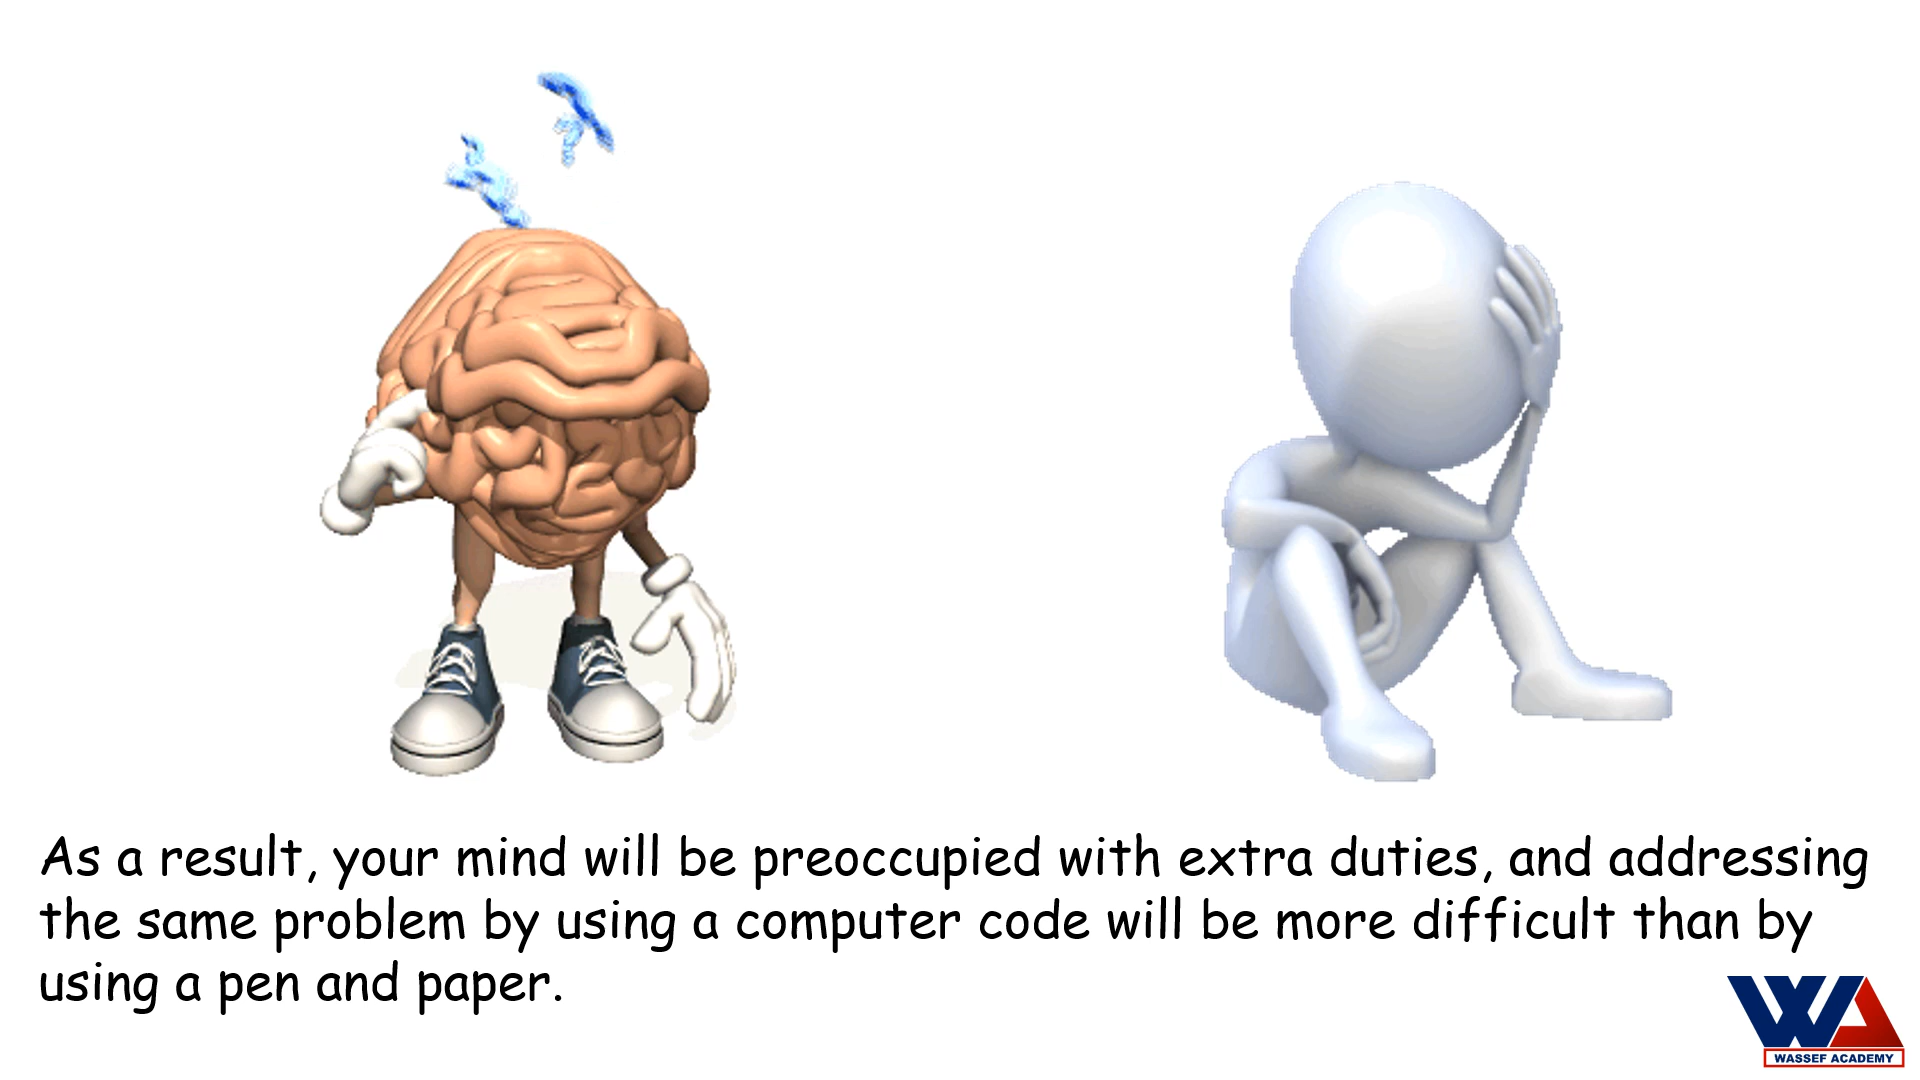 As a result, your mind will be preoccupied with extra duties, and addressing
the same problem by using a computer code will be more difficult than by
using a pen and paper.
WA
WASSEF ACADEMY